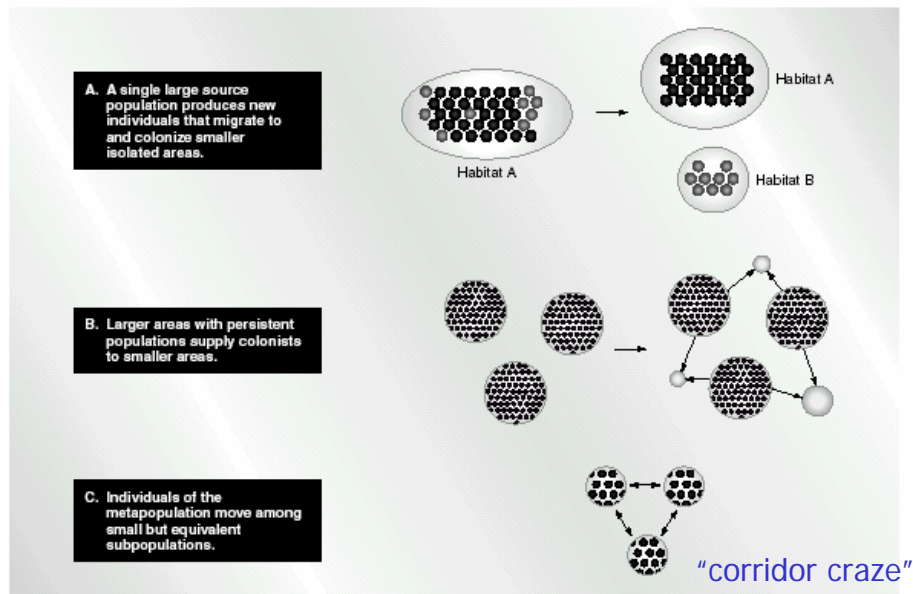 A. A single large source
population produces new
individuals that migrate to
and colonize smaller
isolated areas.
Habitat A
Habitat A
Habitat B
B. Larger areas with persistent
populations supply colonists
to smaller areas.
C. Individuals of the
metapopulation move among
small but equivalent
subpopulations.
"corridor craze"